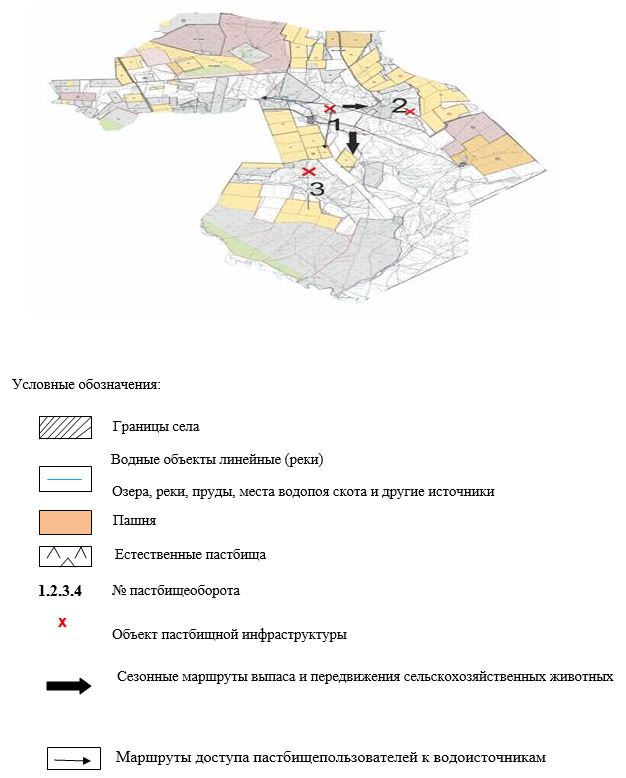 1
2
3
Условные обозначения:
Границы села
Водные объекты линейные (реки)
Озера, реки, пруды, места водопоя скота и другие источники
Пашня
Естественные пастбища
1.2.3.4 № пастбищеоборота
х Объект пастбищной инфраструктуры
Сезонные маршруты выпаса и передвижения сельскохозяйственных животных
Маршруты доступа пастбищепользователей к водоисточникам